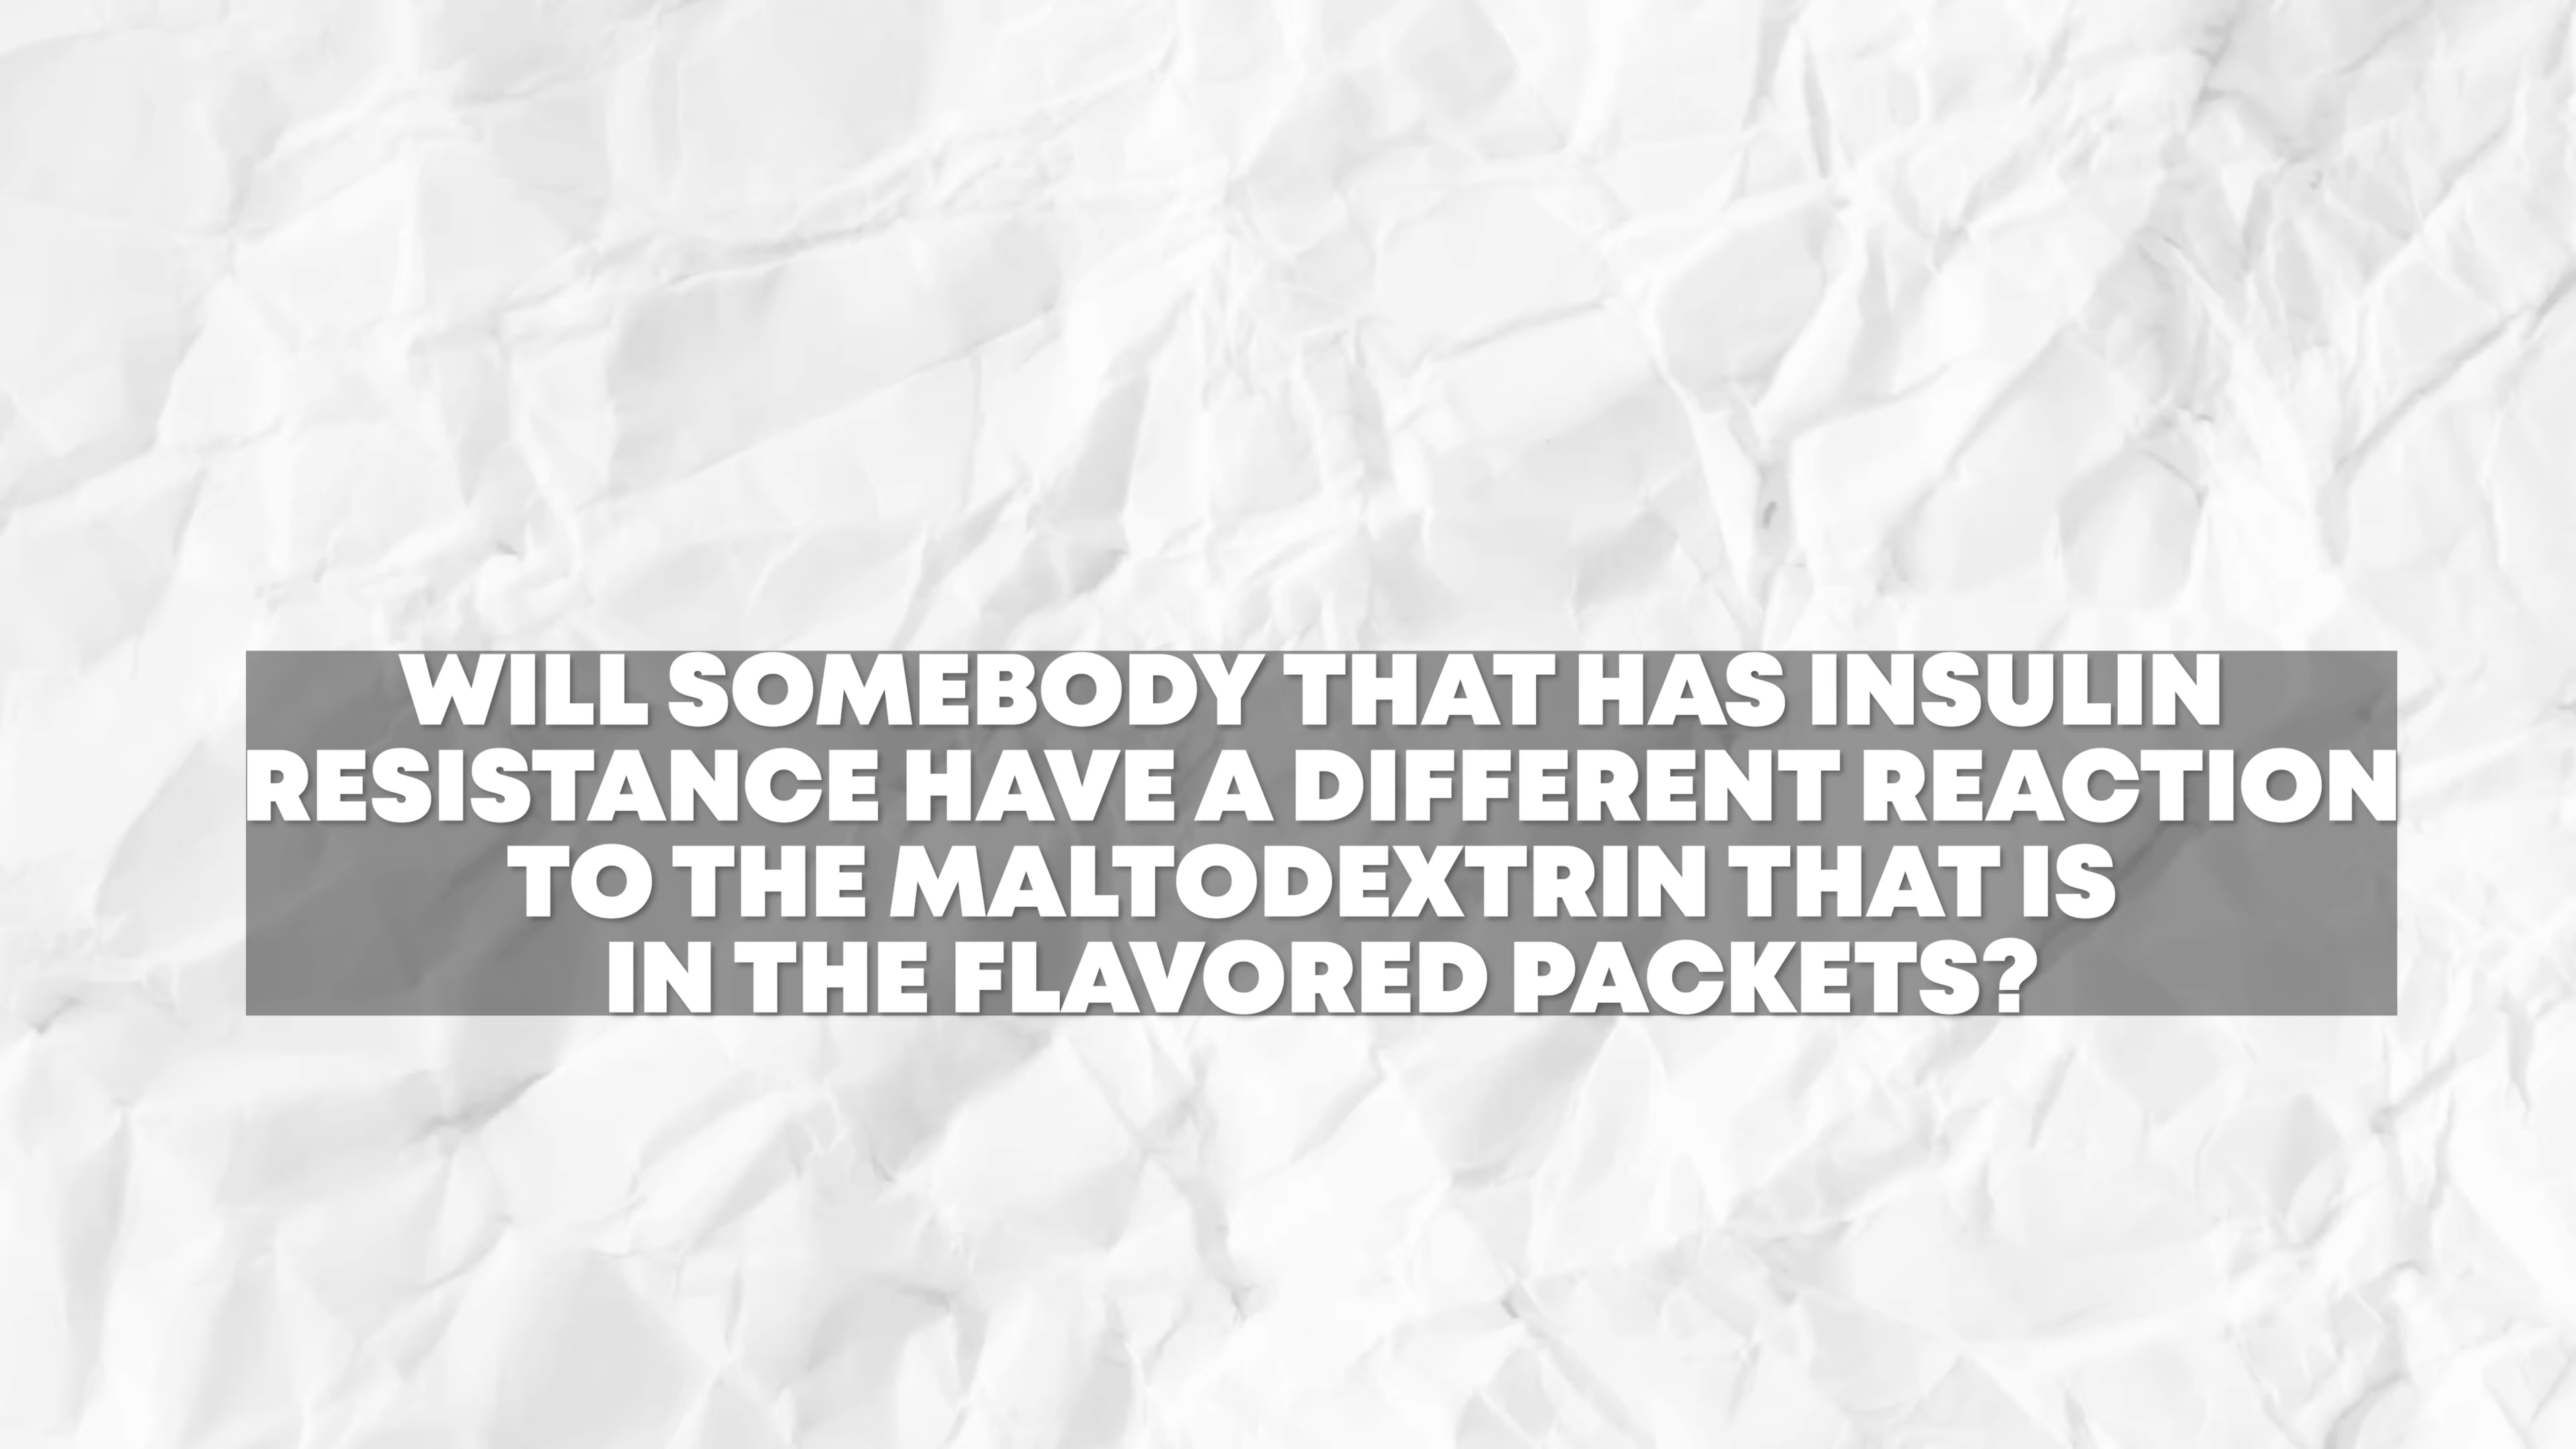 WILL SOMEBODY THAT HAS INSULIN
RESISTANCE HAVE A DIFFERENT REACTION
TO THE MALTODEXTRIN THAT IS
IN THE FLAVORED PACKETS?